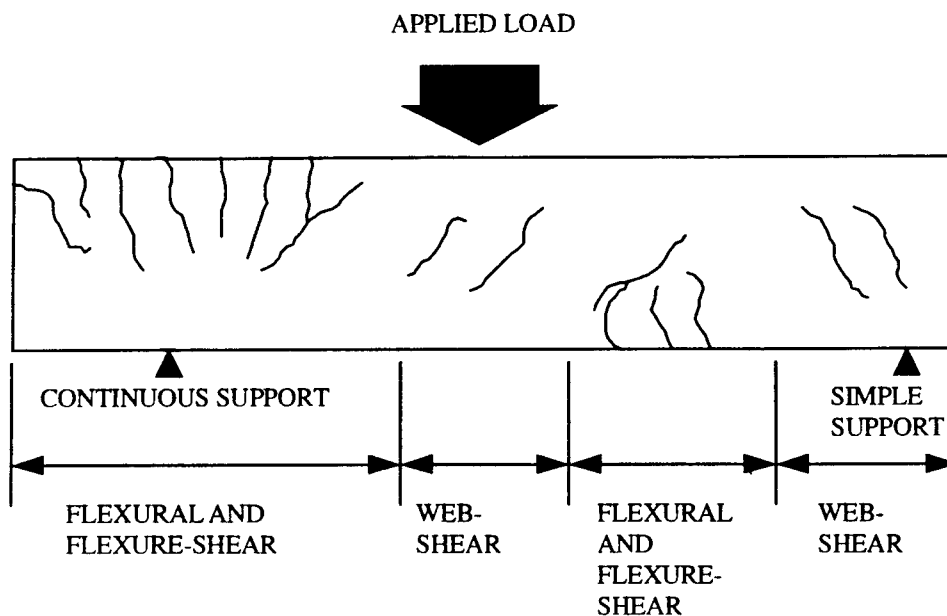 APPLIED LOAD
CONTINUOUS SUPPORT
SIMPLE
SUPPORT
FLEXURAL AND
FLEXURE-SHEAR
WEB-
SHEAR
FLEXURAL
AND
FLEXURE-
SHEAR
WEB-
SHEAR